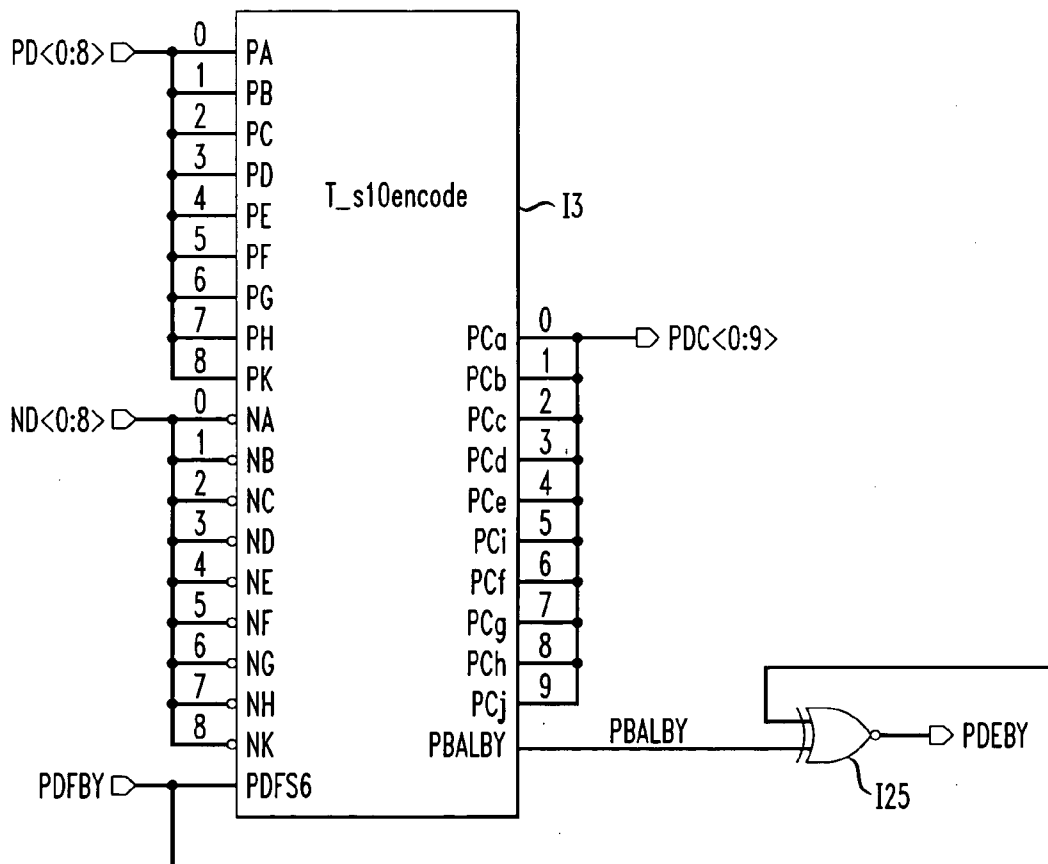 PD<0:8>
0 PA
1 PB
2 PC
3 PD
4 PE
5 PF
6 PG
7 PH
8 PK
ND<0:8>
0 NA
1 NB
2 NC
3 ND
4 NE
5 NF
6 NG
7 NH
8 NK
PDFBY
PDFS6
T_s10encode
I3
PCa 0
PDC<0:9>
PCb 1
PCc 2
PCd 3
PCe 4
PCi 5
PCf 6
PCg 7
PCh 8
PCj 9
PBALBY
PBALBY
PDEBY
I25